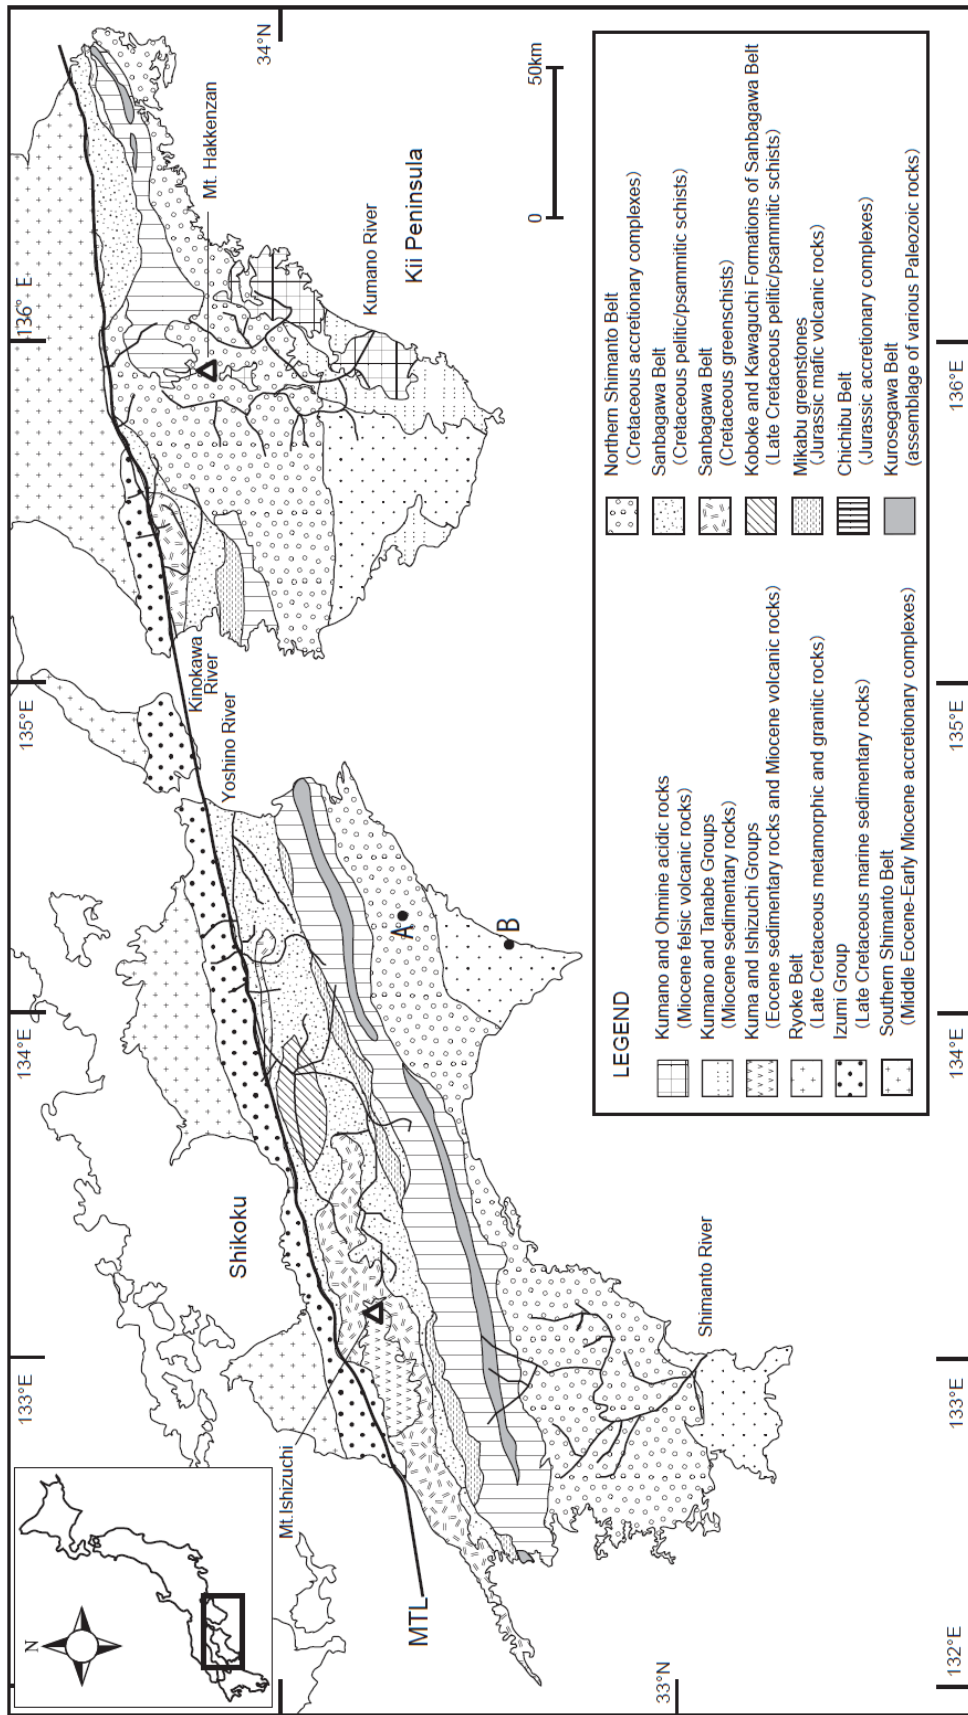 N
132°E
133°E
134°E
135°E
136° E
34°N
33°N
133°E
134°E
135°E
136°E
Shikoku
Kii Peninsula
Mt.Ishizuchi
MTL
Yoshino River
Kinokawa
River
Mt. Hakkenzan
Kumano River
Shimanto River
A
B
0
50km
LEGEND
Kumano and Ohmine acidic rocks
(Miocene felsic volcanic rocks)
Kumano and Tanabe Groups
(Miocene sedimentary rocks)
Kuma and Ishizuchi Groups
(Eocene sedimentary rocks and Miocene volcanic rocks)
Ryoke Belt
(Late Cretaceous metamorphic and granitic rocks)
Izumi Group
(Late Cretaceous marine sedimentary rocks)
Southern Shimanto Belt
(Middle Eocene-Early Miocene accretionary complexes)
Northern Shimanto Belt
(Cretaceous accretionary complexes)
Sanbagawa Belt
(Cretaceous pelitic/psammitic schists)
Sanbagawa Belt
(Cretaceous greenschists)
Koboke and Kawaguchi Formations of Sanbagawa Belt
(Late Cretaceous pelitic/psammitic schists)
Mikabu greenstones
(Jurassic mafic volcanic rocks)
Chichibu Belt
(Jurassic accretionary complexes)
Kurosegawa Belt
(assemblage of various Paleozoic rocks)